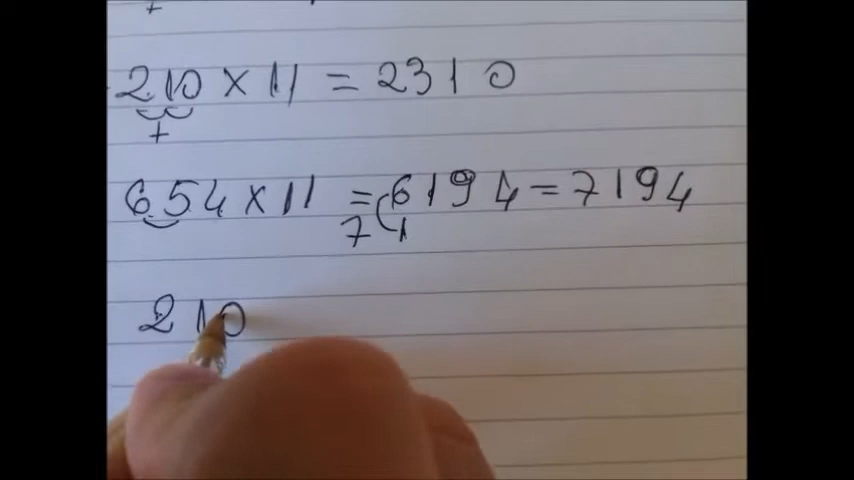 +
210 × 11 = 2310
+
654 × 11 = 6194 = 7194
7 1
210